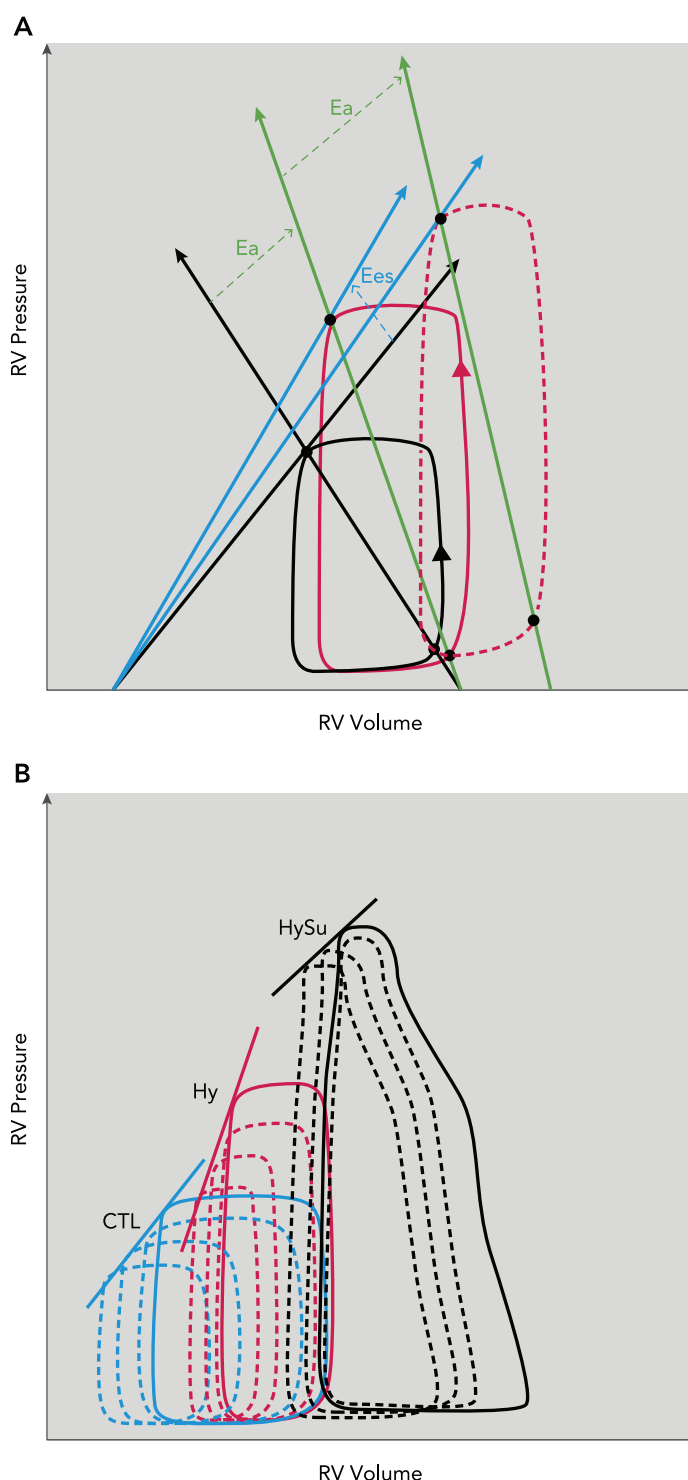 A
Ea
Ea
Ees
RV Pressure
RV Volume
B
HySu
Hy
CTL
RV Pressure
RV Volume